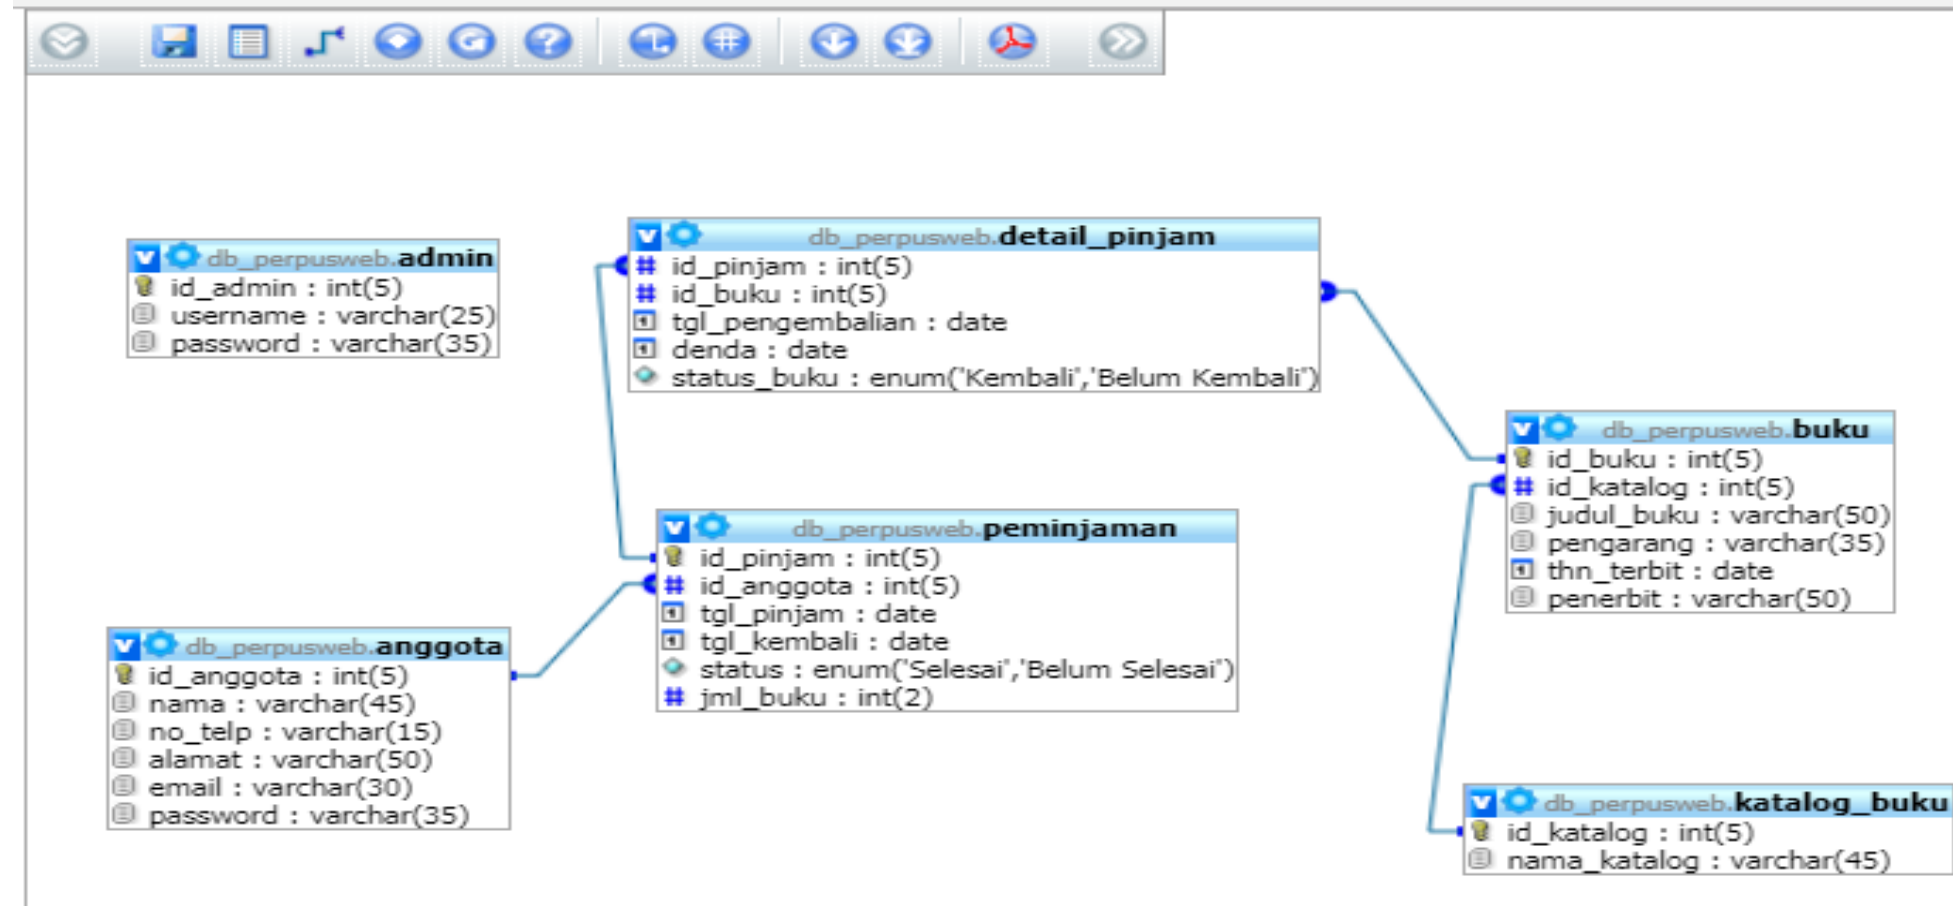 db_perpusweb.admin
id_admin : int(5)
username : varchar(25)
password : varchar(35)
db_perpusweb.detail_pinjam
id_pinjam : int(5)
id_buku : int(5)
tgl_pengembalian : date
denda : date
status_buku : enum('Kembali','Belum Kembali')
db_perpusweb.buku
id_buku : int(5)
id_katalog : int(5)
judul_buku : varchar(50)
pengarang : varchar(35)
thn_terbit : date
penerbit : varchar(50)
db_perpusweb.peminjaman
id_pinjam : int(5)
id_anggota : int(5)
tgl_pinjam : date
tgl_kembali : date
status : enum('Selesai','Belum Selesai')
jml_buku : int(2)
db_perpusweb.anggota
id_anggota : int(5)
nama : varchar(45)
no_telp : varchar(15)
alamat : varchar(50)
email : varchar(30)
password : varchar(35)
db_perpusweb.katalog_buku
id_katalog : int(5)
nama_katalog : varchar(45)